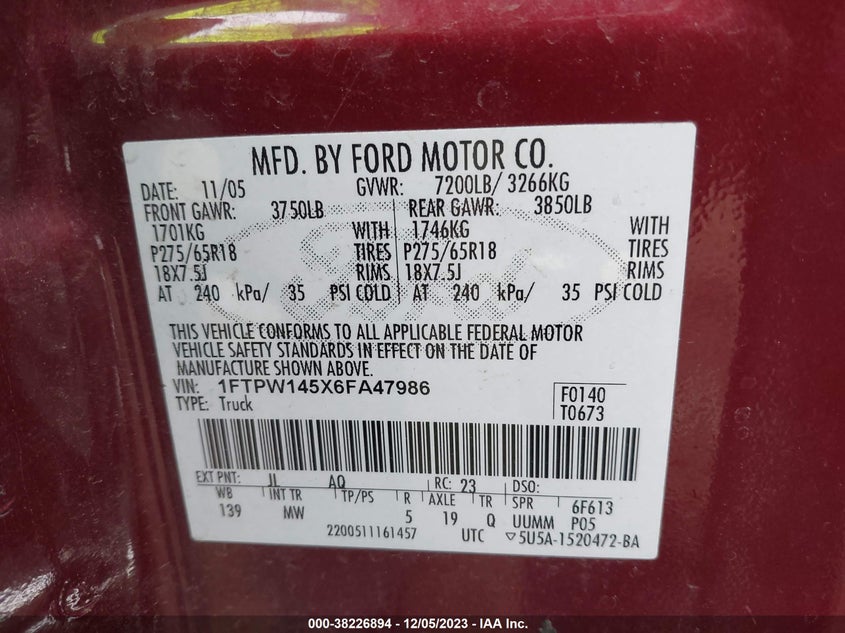 MFD. BY FORD MOTOR CO.
DATE: 11/05 GVWR: 7200LB/ 3266KG
FRONT GAWR: 3750LB REAR GAWR: 3850LB
1701KG WITH 1746KG WITH
P275/65R18 TIRES P275/65R18 TIRES
18X7.5J RIMS 18X7.5J RIMS
AT 240 kPa/ 35 PSI COLD AT 240 kPa/ 35 PSI COLD
THIS VEHICLE CONFORMS TO ALL APPLICABLE FEDERAL MOTOR
VEHICLE SAFETY STANDARDS IN EFFECT ON THE DATE OF
MANUFACTURE SHOWN ABOVE.
VIN: 1FTPW145X6FA47986 F0140
TYPE: Truck T0673
EXT PNT: JL AQ RC: 23 DSO:
WB INT TR TP/PS R AXLE TR SPR 6F613
139 MW 5 19 Q UUMM P05
2200511161457 UTC ▽5U5A-1520472-BA
000-38226894 - 12/05/2023 - IAA Inc.